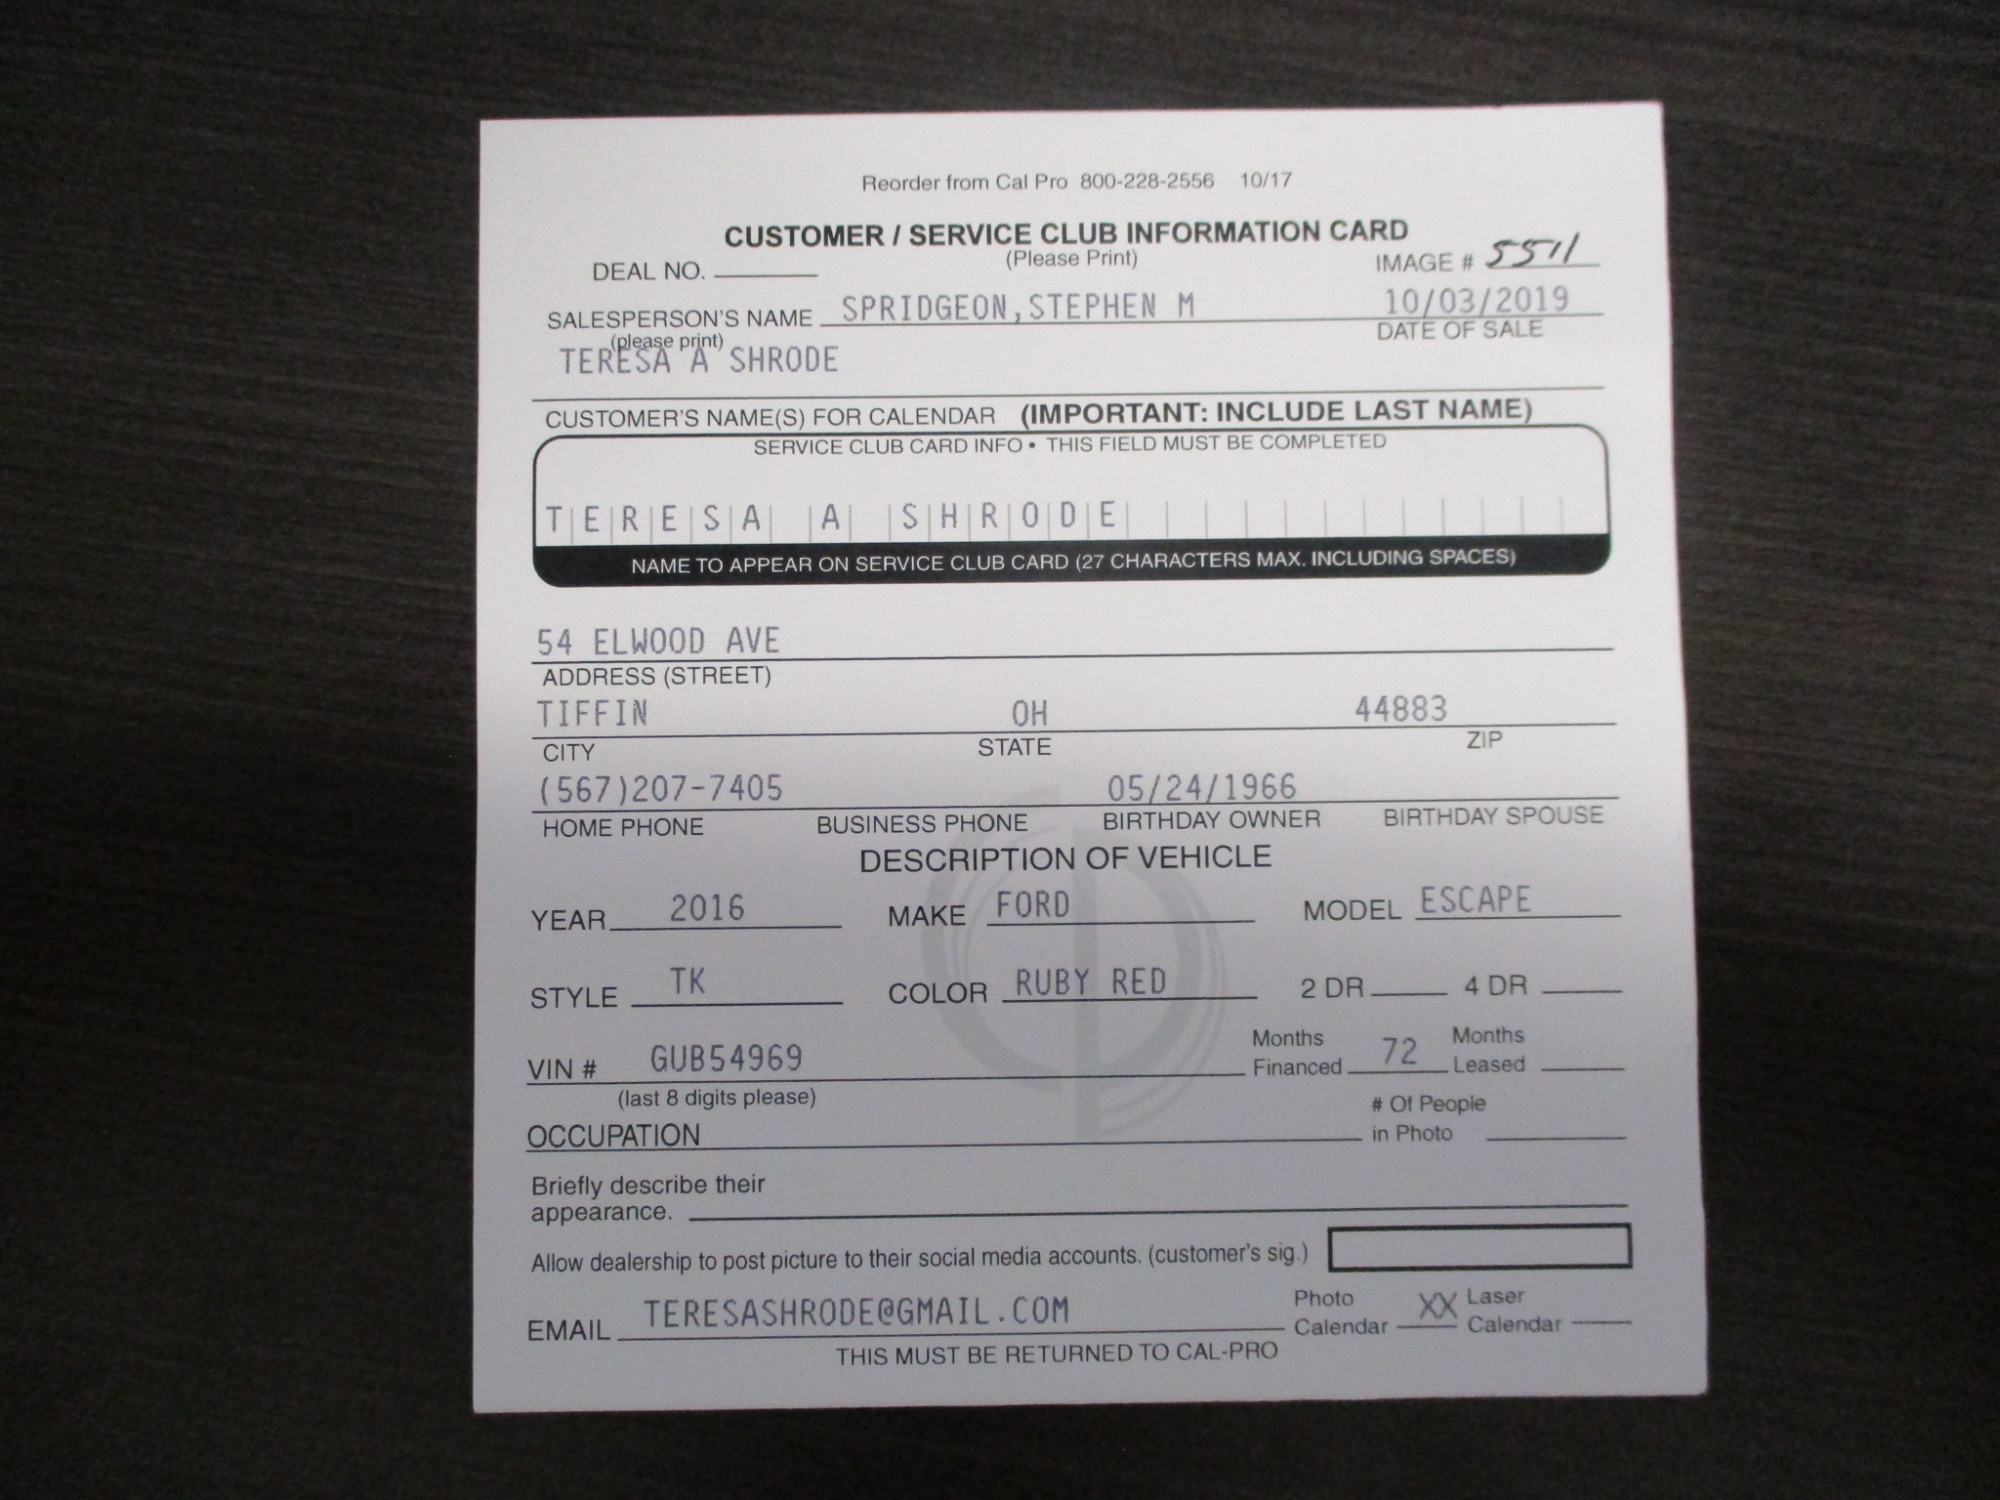 Reorder from Cal Pro 800-228-2556 10/17
CUSTOMER / SERVICE CLUB INFORMATION CARD
(Please Print)
DEAL NO. IMAGE # 5511
SALESPERSON'S NAME SPRIDGEON,STEPHEN M 10/03/2019
(please print) DATE OF SALE
TERESA A SHRODE
CUSTOMER'S NAME(S) FOR CALENDAR (IMPORTANT: INCLUDE LAST NAME)
SERVICE CLUB CARD INFO • THIS FIELD MUST BE COMPLETED
TERESA A SHRODE
NAME TO APPEAR ON SERVICE CLUB CARD (27 CHARACTERS MAX. INCLUDING SPACES)
54 ELWOOD AVE
ADDRESS (STREET)
TIFFIN OH 44883
CITY STATE ZIP
(567)207-7405 05/24/1966
HOME PHONE BUSINESS PHONE BIRTHDAY OWNER BIRTHDAY SPOUSE
DESCRIPTION OF VEHICLE
YEAR 2016 MAKE FORD MODEL ESCAPE
STYLE TK COLOR RUBY RED 2 DR 4 DR
VIN # GUB54969 Months Financed 72 Months Leased
(last 8 digits please)
OCCUPATION # Of People in Photo
Briefly describe their
appearance.
Allow dealership to post picture to their social media accounts. (customer's sig.)
EMAIL TERESASHRODE@GMAIL.COM Photo Calendar XX Laser Calendar
THIS MUST BE RETURNED TO CAL-PRO